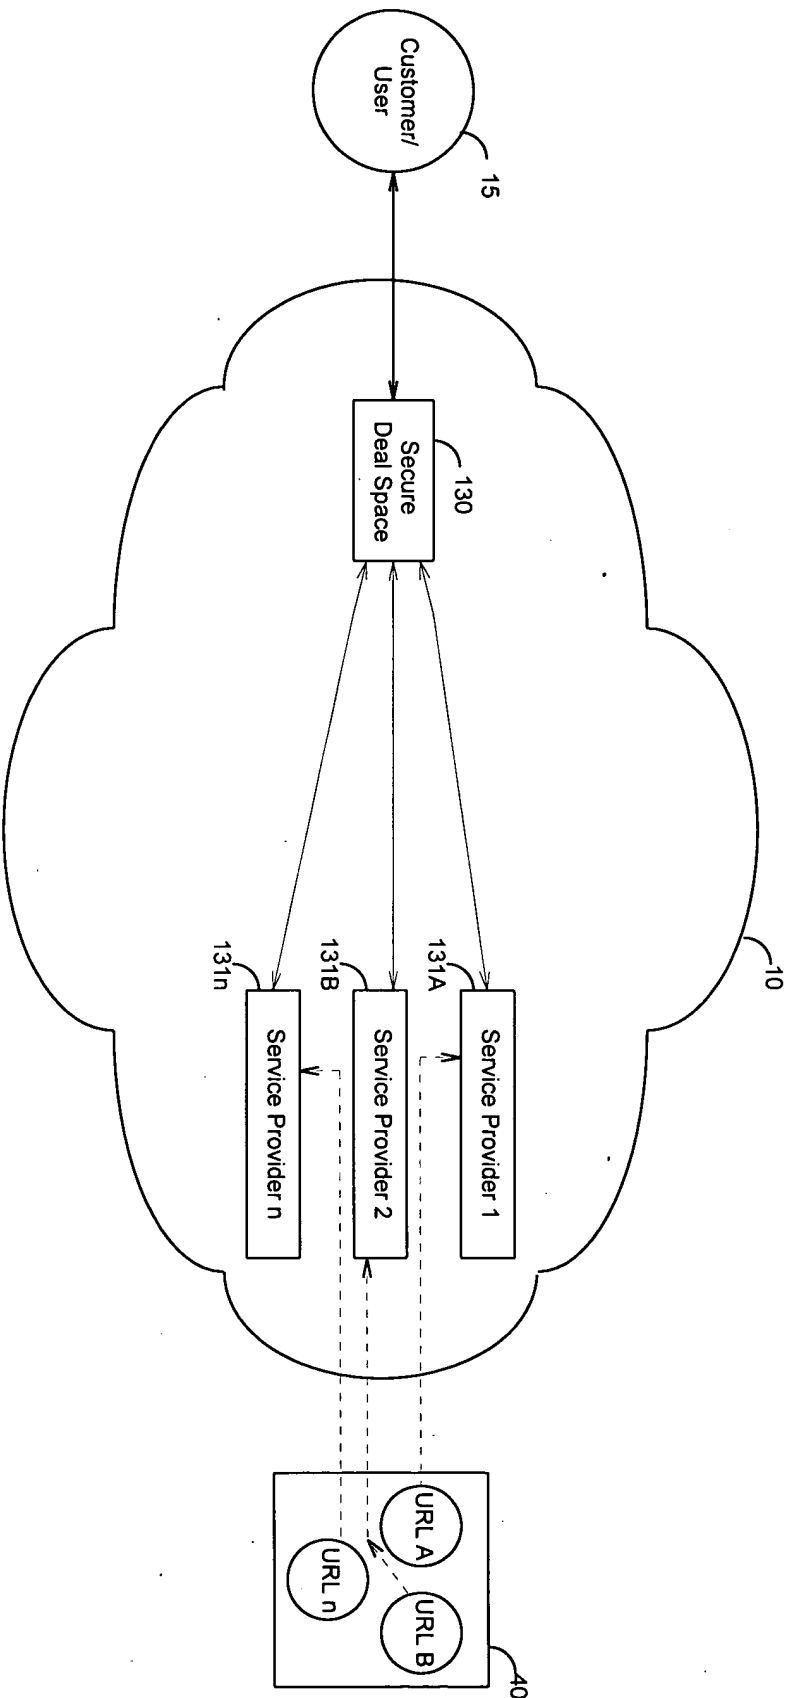 Customer/
User
15
10
130
Secure
Deal Space
131A
Service Provider 1
131B
Service Provider 2
131n
Service Provider n
URL A
URL B
URL n
40